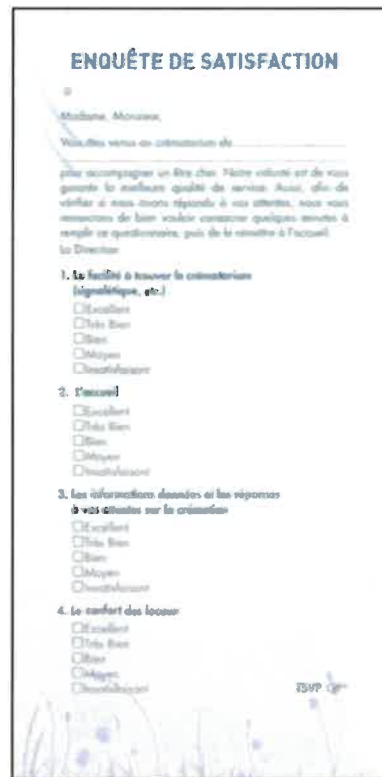 ENQUÊTE DE SATISFACTION
Madame, Monsieur,
Vous êtes venus au crématorium de
pour accompagner un être cher. Notre volonté est de vous
garantir la meilleure qualité de service. Aussi, afin de
vérifier si nous avons répondu à vos attentes, nous vous
remercions de bien vouloir consacrer quelques minutes à
remplir ce questionnaire, puis de le remettre à l'accueil.
La Direction
1. La facilité à trouver le crématorium
(signalétique, etc.)
Excellent
Très Bien
Bien
Moyen
Insatisfaisant
2. L'accueil
Excellent
Très Bien
Bien
Moyen
Insatisfaisant
3. Les informations données et les réponses
à vos attentes sur la crémation
Excellent
Très Bien
Bien
Moyen
Insatisfaisant
4. Le confort des locaux
Excellent
Très Bien
Bien
Moyen
Insatisfaisant
TSVP